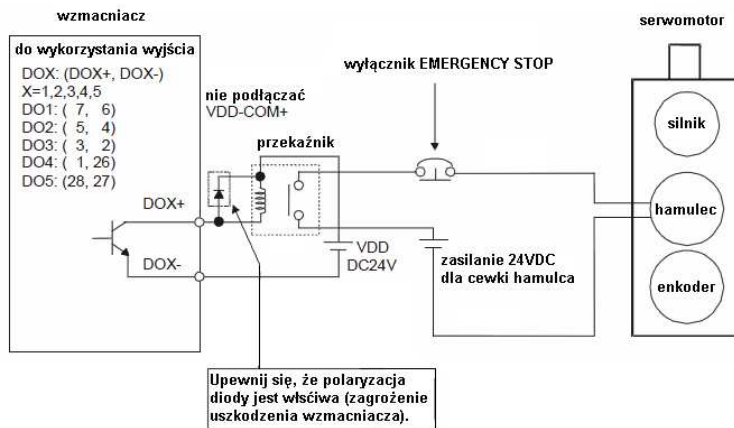 wzmacniacz
serwomotor
do wykorzystania wyjścia
DOX: (DOX+, DOX-)
X=1,2,3,4,5
DO1: ( 7, 6)
DO2: ( 5, 4)
DO3: ( 3, 2)
DO4: ( 1, 26)
DO5: (28, 27)
wyłącznik EMERGENCY STOP
nie podłączać
VDD-COM+
przekaźnik
silnik
hamulec
enkoder
DOX+
DOX-
VDD
DC24V
zasilanie 24VDC
dla cewki hamulca
Upewnij się, że polaryzacja
diody jest włśćiwa (zagrożenie
uszkodzenia wzmacniacza).